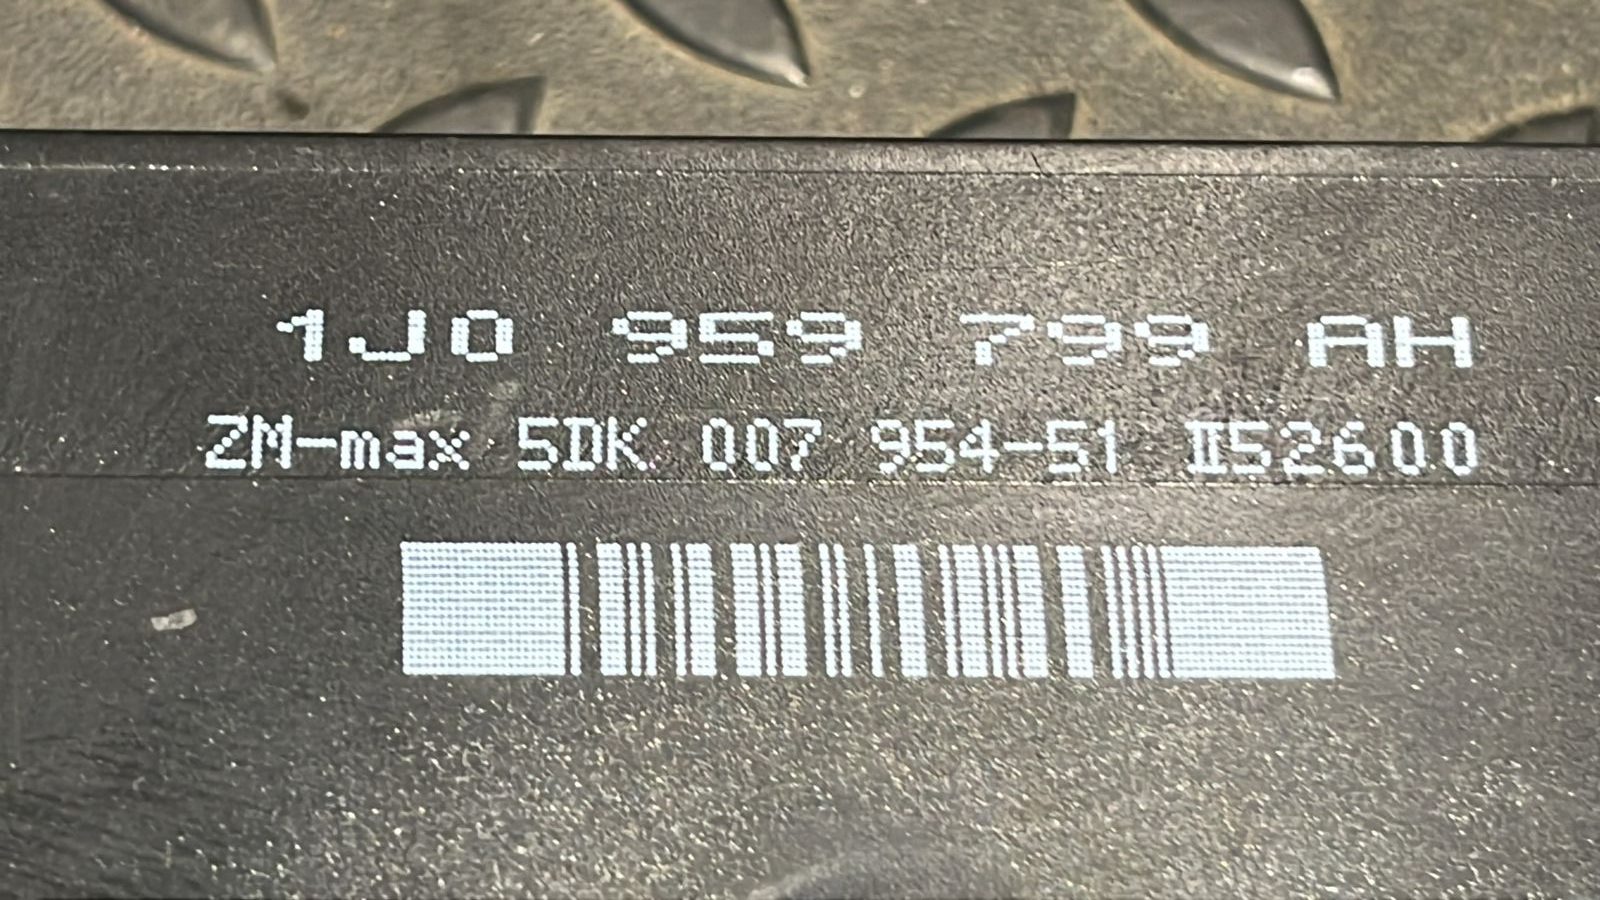 1J0 959 799 AH
ZM-max 5DK 007 954-51 II52600